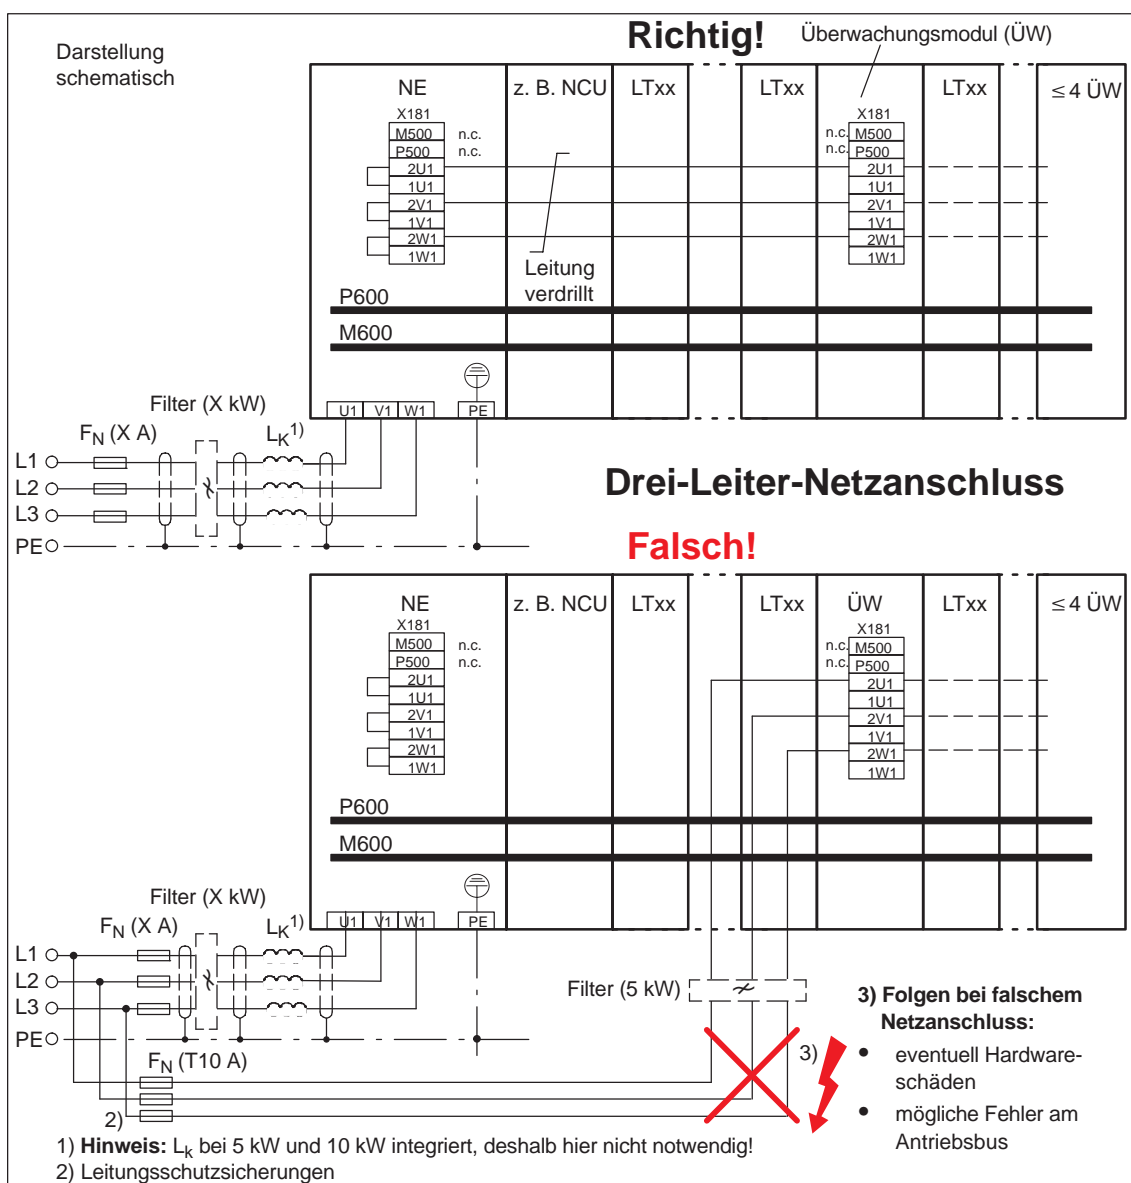 Darstellung
schematisch
Richtig!
Überwachungsmodul (ÜW)
NE
z. B. NCU
LTxx
LTxx
LTxx
≤ 4 ÜW
X181
M500 n.c.
P500 n.c.
2U1
1U1
2V1
1V1
2W1
1W1
X181
n.c. M500
n.c. P500
2U1
1U1
2V1
1V1
2W1
1W1
Leitung
verdrillt
P600
M600
U1 V1 W1 PE
Filter (X kW)
FN (X A)
LK1)
L1
L2
L3
PE
Drei-Leiter-Netzanschluss
Falsch!
NE
z. B. NCU
LTxx
LTxx
ÜW
LTxx
≤ 4 ÜW
X181
M500 n.c.
P500 n.c.
2U1
1U1
2V1
1V1
2W1
1W1
X181
n.c. M500
n.c. P500
2U1
1U1
2V1
1V1
2W1
1W1
P600
M600
U1 V1 W1 PE
Filter (X kW)
FN (X A)
LK1)
L1
L2
L3
PE
FN (T10 A)
2)
Filter (5 kW)
3)
3) Folgen bei falschem
Netzanschluss:
• eventuell Hardware-
schäden
• mögliche Fehler am
Antriebsbus
1) Hinweis: Lk bei 5 kW und 10 kW integriert, deshalb hier nicht notwendig!
2) Leitungsschutzsicherungen